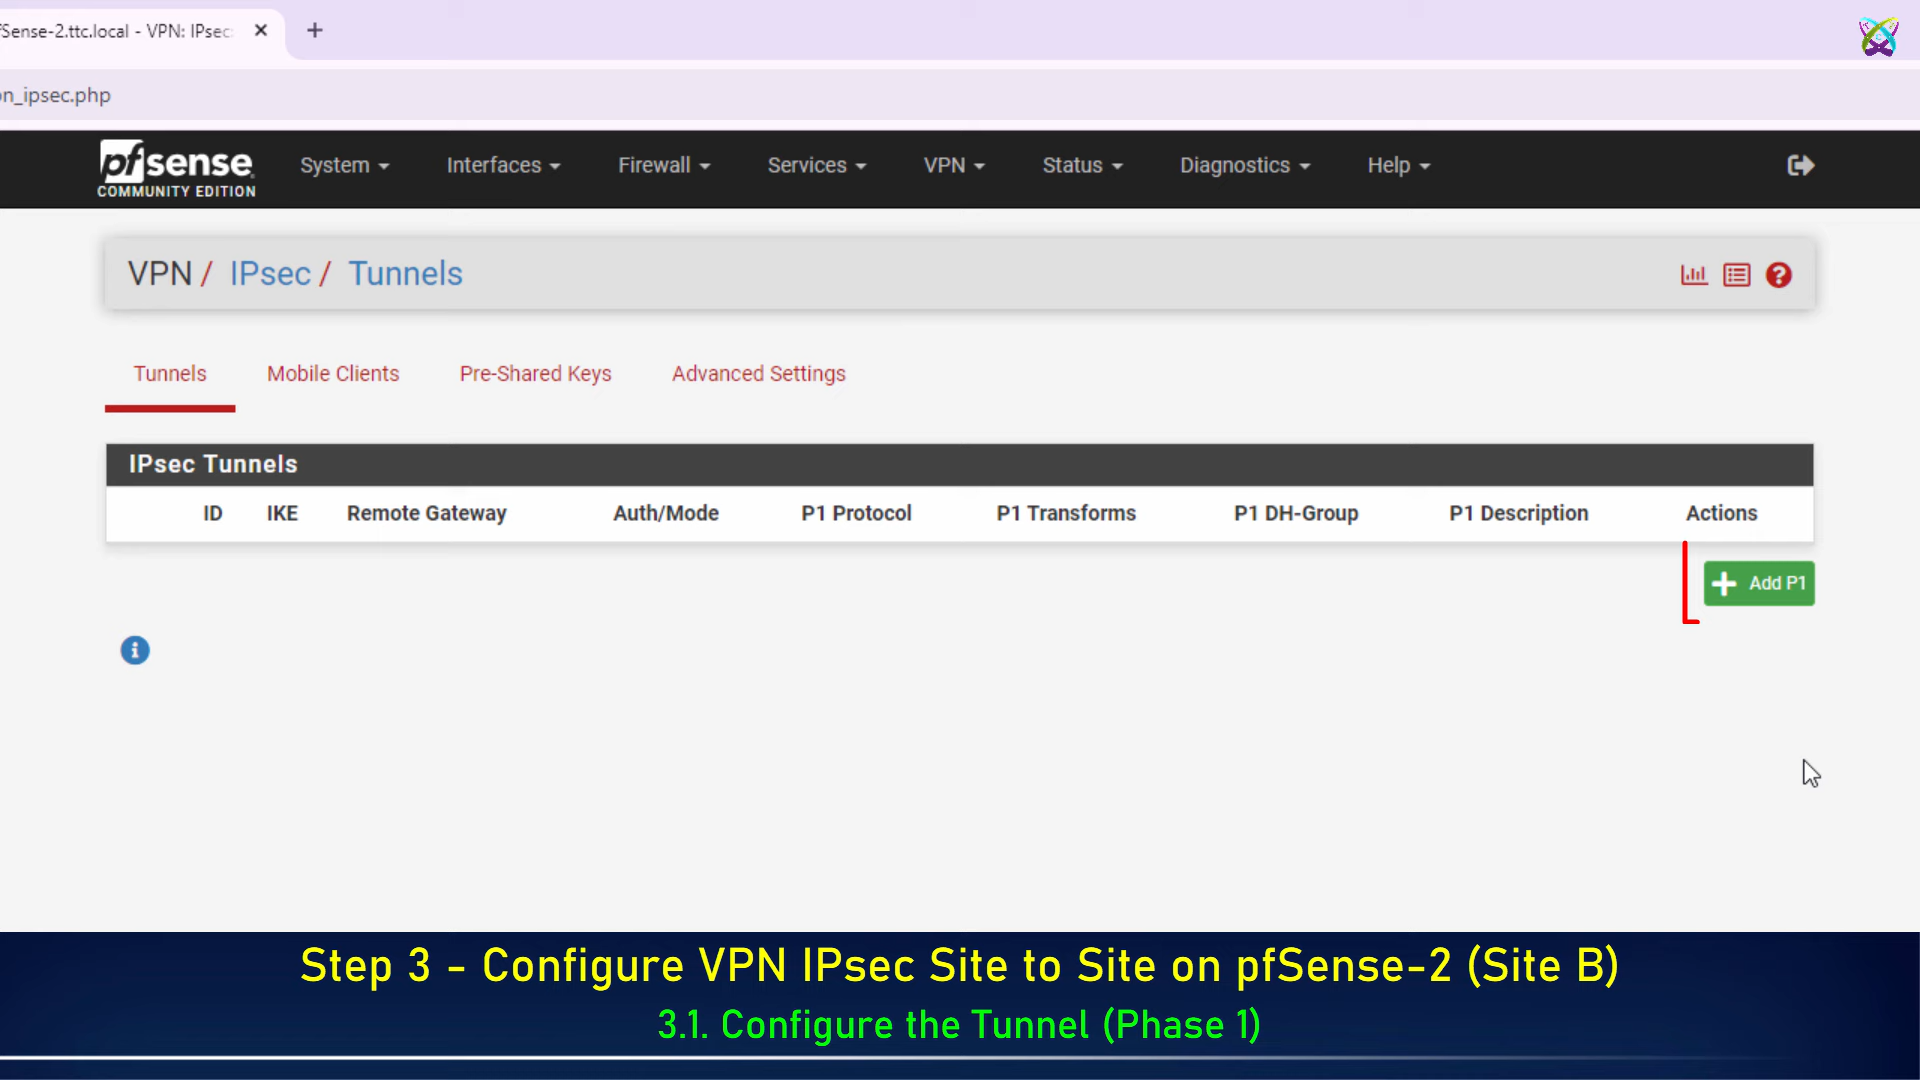 fSense-2.ttc.local - VPN: IPsec:
n_ipsec.php
pfsense
COMMUNITY EDITION
System
Interfaces
Firewall
Services
VPN
Status
Diagnostics
Help
VPN / IPsec / Tunnels
Tunnels
Mobile Clients
Pre-Shared Keys
Advanced Settings
IPsec Tunnels
ID
IKE
Remote Gateway
Auth/Mode
P1 Protocol
P1 Transforms
P1 DH-Group
P1 Description
Actions
Add P1
Step 3 - Configure VPN IPsec Site to Site on pfSense-2 (Site B)
3.1. Configure the Tunnel (Phase 1)